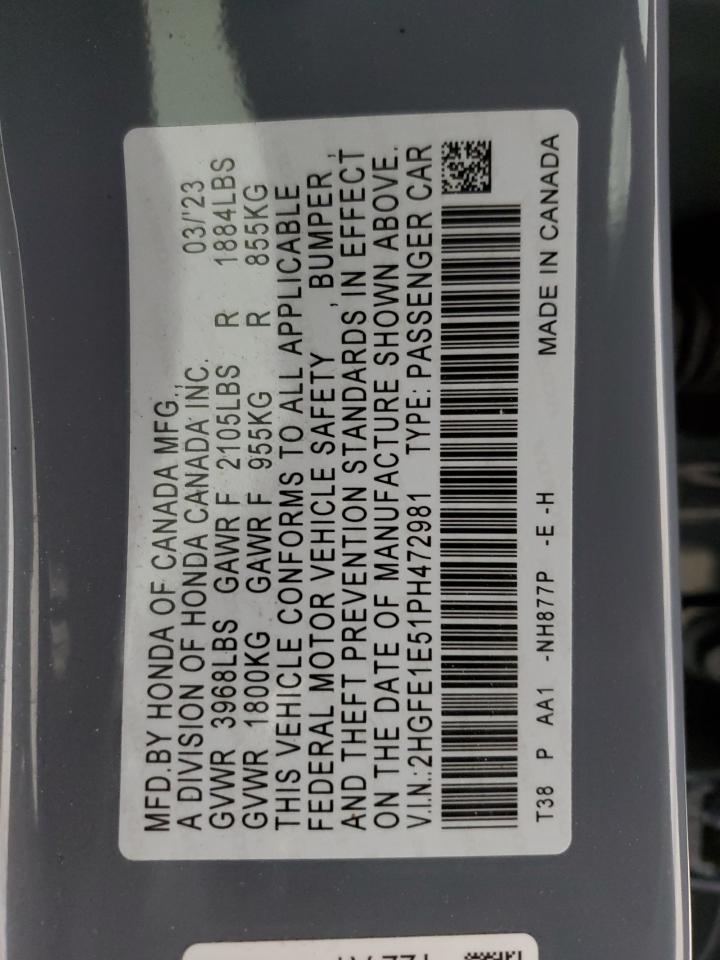 MFD.BY HONDA OF CANADA MFG.,
A DIVISION OF HONDA CANADA INC. 03/'23
GVWR 3968LBS GAWR F 2105LBS R 1884LBS
GVWR 1800KG GAWR F 955KG R 855KG
THIS VEHICLE CONFORMS TO ALL APPLICABLE
FEDERAL MOTOR VEHICLE SAFETY , BUMPER ,
AND THEFT PREVENTION STANDARDS IN EFFECT
ON THE DATE OF MANUFACTURE SHOWN ABOVE.
V.I.N.:2HGFE1E51PH472981 TYPE: PASSENGER CAR
T38 P AA1 -NH877P -E -H MADE IN CANADA